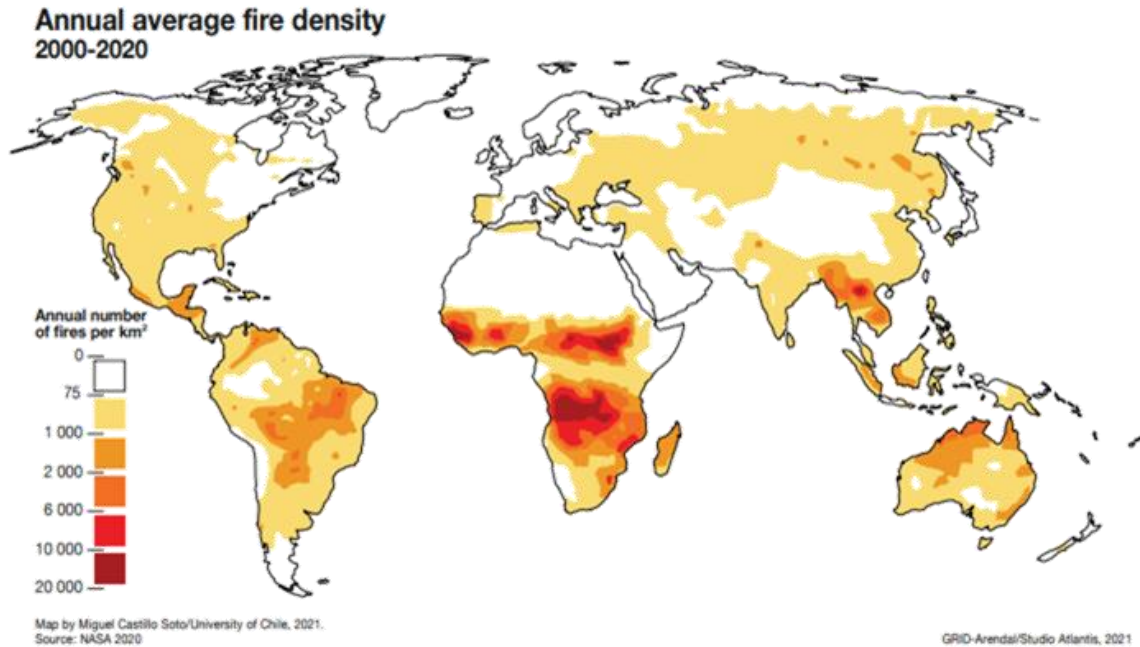 Annual average fire density
2000-2020
Annual number
of fires per km²
0
75
1 000
2 000
6 000
10 000
20 000
Map by Miguel Castillo Soto/University of Chile, 2021.
Source: NASA 2020
GRID-Arendal/Studio Atlantis, 2021